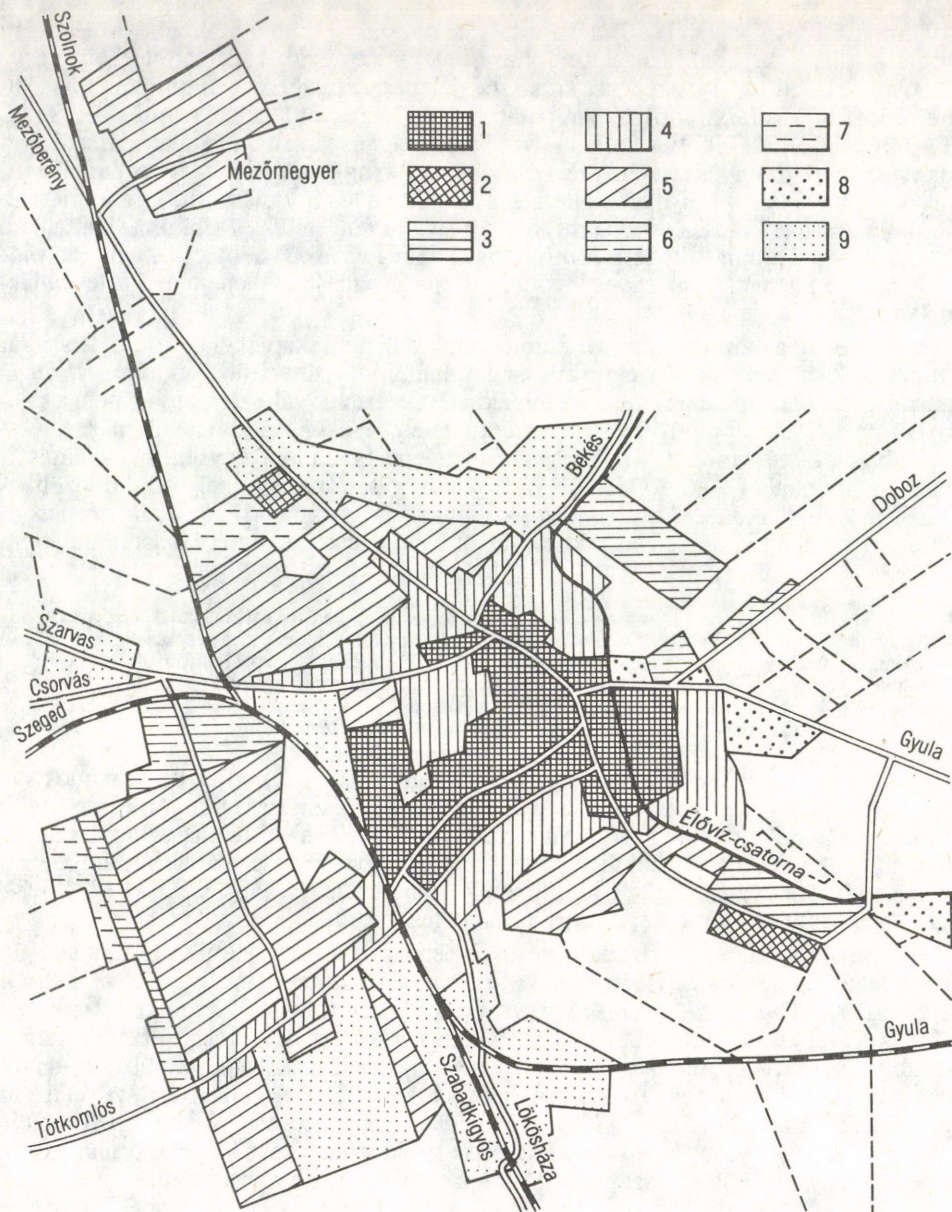 Szolnok
Mezőberény
Mezőmegyer
1
2
3
4
5
6
7
8
9
Békés
Doboz
Szarvas
Csorvás
Szeged
Gyula
Élővíz-csatorna
Gyula
Szabadkígyós
Lőkösháza
Tótkomlós